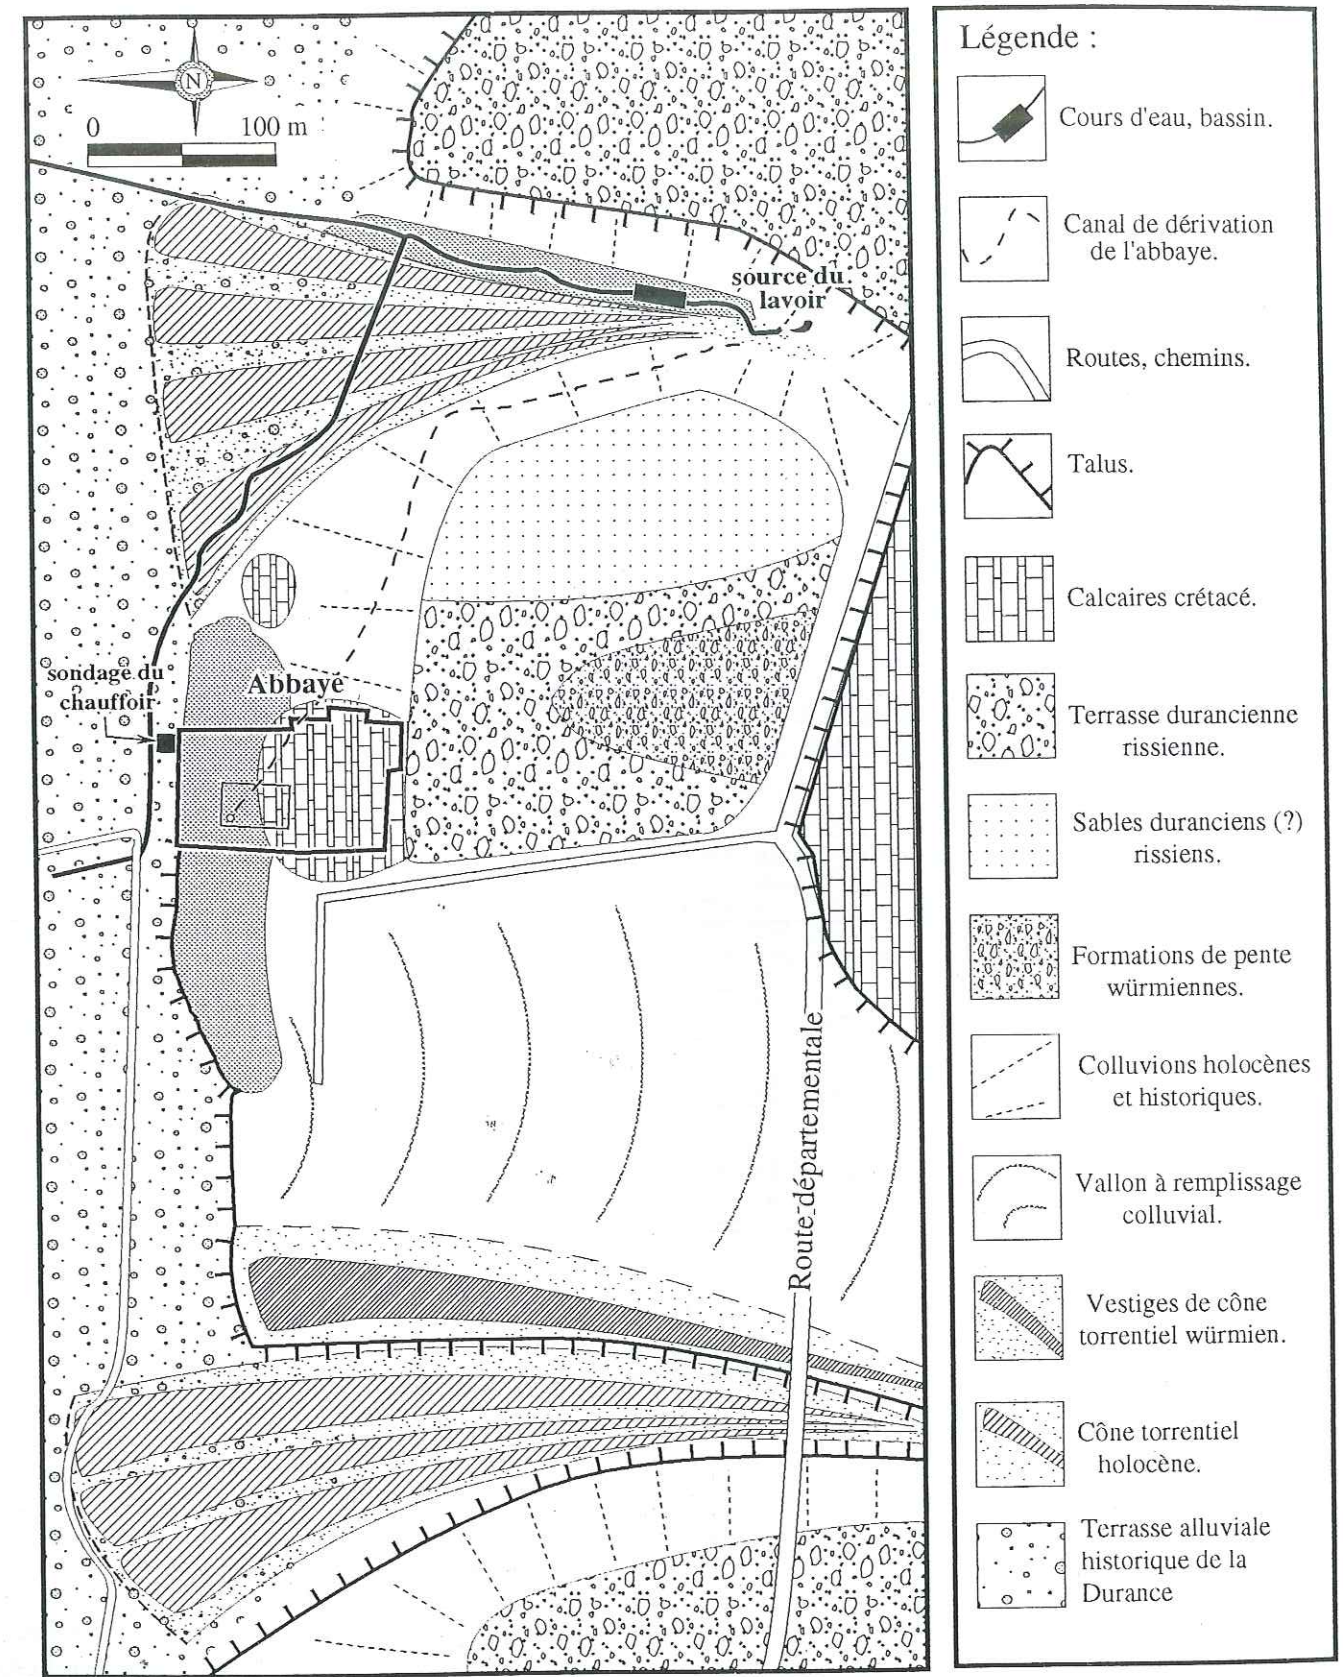 N
0 100 m
source du
lavoir
sondage du
chauffoir
Abbaye
Route départementale
Légende :
Cours d'eau, bassin.
Canal de dérivation
de l'abbaye.
Routes, chemins.
Talus.
Calcaires crétacé.
Terrasse durancienne
rissienne.
Sables duranciens (?)
rissiens.
Formations de pente
würmiennes.
Colluvions holocènes
et historiques.
Vallon à remplissage
colluvial.
Vestiges de cône
torrentiel würmien.
Cône torrentiel
holocène.
Terrasse alluviale
historique de la
Durance